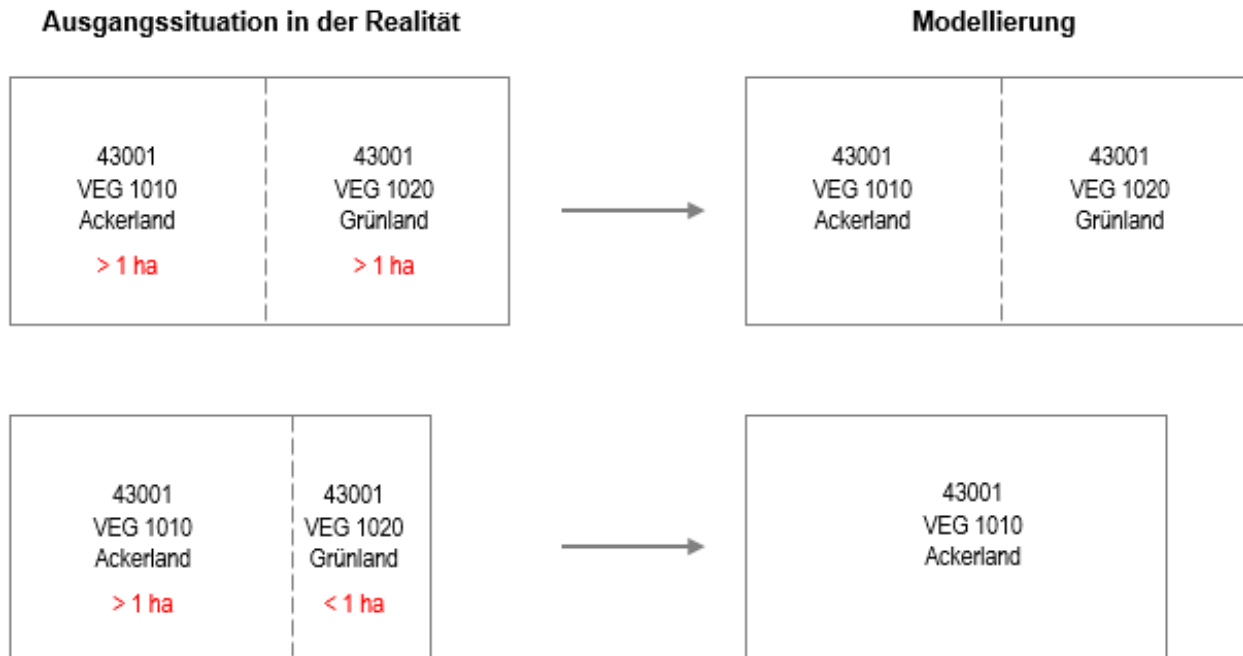 Ausgangssituation in der Realität
Modellierung
43001
VEG 1010
Ackerland
> 1 ha
43001
VEG 1020
Grünland
> 1 ha
43001
VEG 1010
Ackerland
43001
VEG 1020
Grünland
43001
VEG 1010
Ackerland
> 1 ha
43001
VEG 1020
Grünland
< 1 ha
43001
VEG 1010
Ackerland